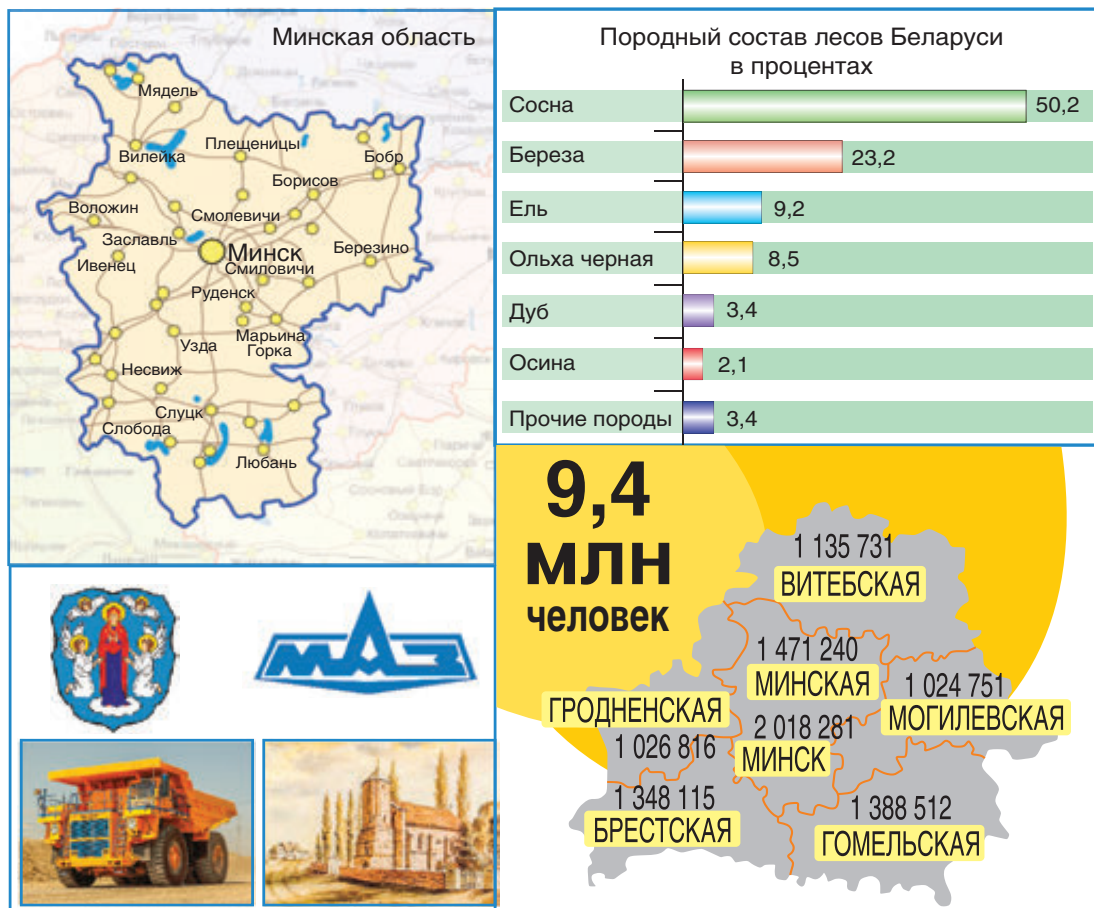 Минская область
Мядель
Вилейка
Плещеницы
Бобр
Борисов
Воложин
Смолевичи
Заславль
Минск
Березино
Ивенец
Смиловичи
Руденск
Узда
Марьина
Горка
Несвиж
Слуцк
Слобода
Любань
Породный состав лесов Беларуси
в процентах
Сосна 50,2
Береза 23,2
Ель 9,2
Ольха черная 8,5
Дуб 3,4
Осина 2,1
Прочие породы 3,4
МАЗ
9,4
млн
человек
1 135 731
ВИТЕБСКАЯ
1 471 240
МИНСКАЯ
1 024 751
МОГИЛЕВСКАЯ
ГРОДНЕНСКАЯ
1 026 816
2 018 281
МИНСК
1 348 115
БРЕСТСКАЯ
1 388 512
ГОМЕЛЬСКАЯ